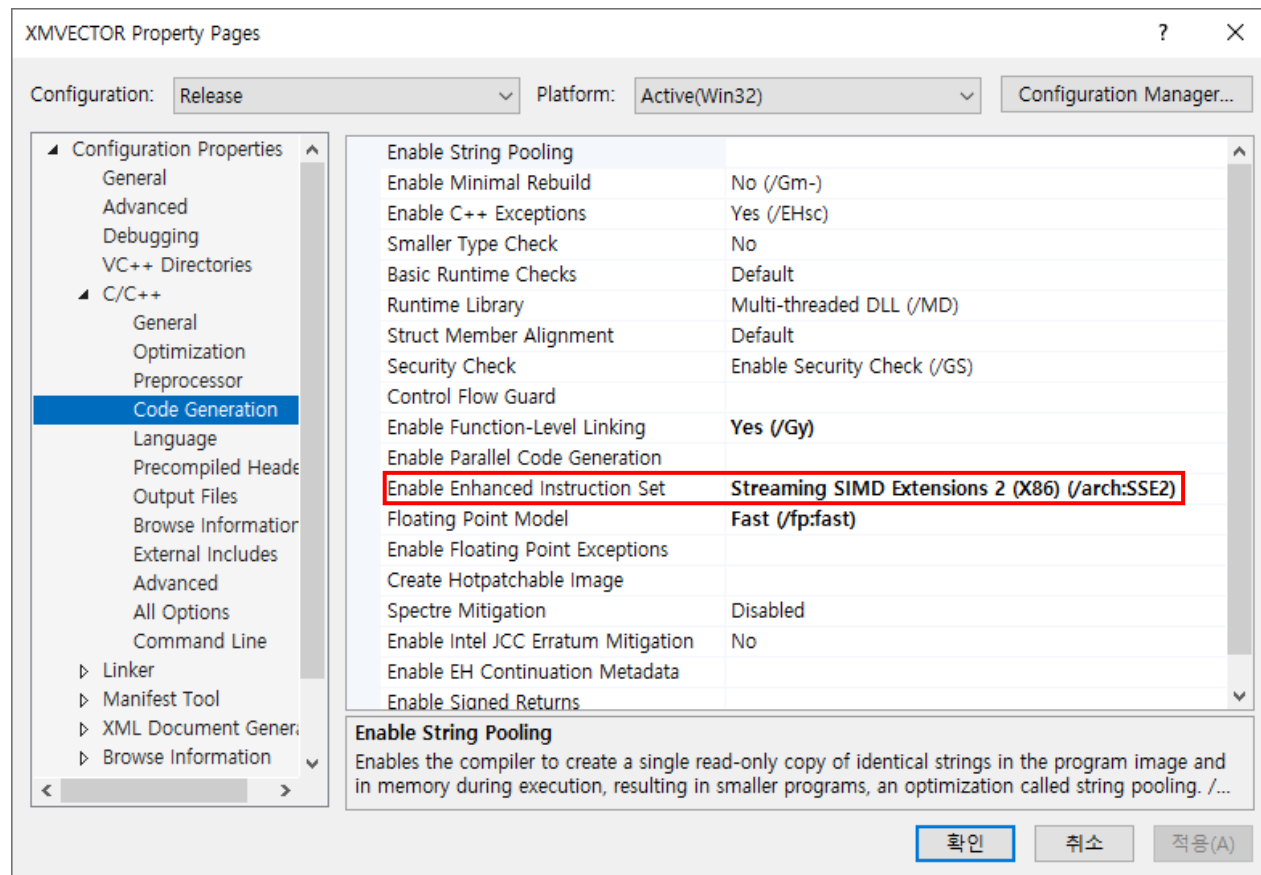 XMVECTOR Property Pages
?
Configuration: Release Platform: Active(Win32) Configuration Manager...
Configuration Properties
General
Advanced
Debugging
VC++ Directories
C/C++
General
Optimization
Preprocessor
Code Generation
Language
Precompiled Heade
Output Files
Browse Information
External Includes
Advanced
All Options
Command Line
Linker
Manifest Tool
XML Document Genera
Browse Information
Enable String Pooling
Enable Minimal Rebuild No (/Gm-)
Enable C++ Exceptions Yes (/EHsc)
Smaller Type Check No
Basic Runtime Checks Default
Runtime Library Multi-threaded DLL (/MD)
Struct Member Alignment Default
Security Check Enable Security Check (/GS)
Control Flow Guard
Enable Function-Level Linking Yes (/Gy)
Enable Parallel Code Generation
Enable Enhanced Instruction Set Streaming SIMD Extensions 2 (X86) (/arch:SSE2)
Floating Point Model Fast (/fp:fast)
Enable Floating Point Exceptions
Create Hotpatchable Image
Spectre Mitigation Disabled
Enable Intel JCC Erratum Mitigation No
Enable EH Continuation Metadata
Enable Signed Returns
Enable String Pooling
Enables the compiler to create a single read-only copy of identical strings in the program image and
in memory during execution, resulting in smaller programs, an optimization called string pooling. /...
확인 취소 적용(A)